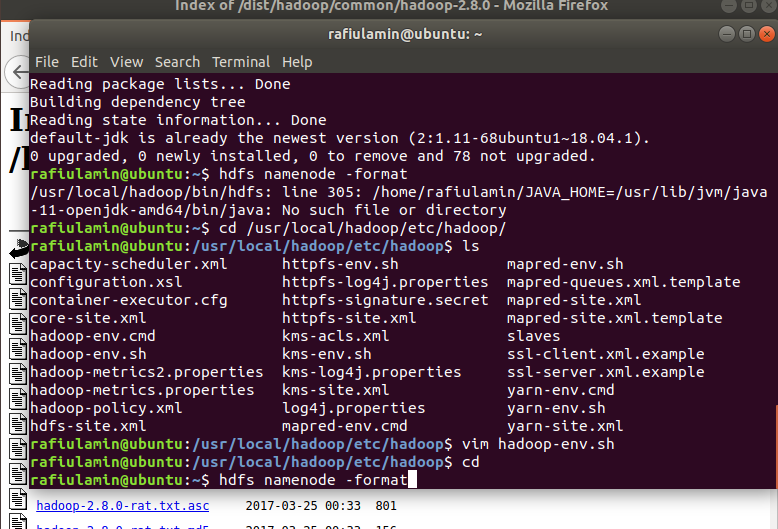 Index of /dist/hadoop/common/hadoop-2.8.0 - Mozilla Firefox
rafiulamin@ubuntu: ~
File Edit View Search Terminal Help
Reading package lists... Done
Building dependency tree
Reading state information... Done
default-jdk is already the newest version (2:1.11-68ubuntu1~18.04.1).
0 upgraded, 0 newly installed, 0 to remove and 78 not upgraded.
rafiulamin@ubuntu:~$ hdfs namenode -format
/usr/local/hadoop/bin/hdfs: line 305: /home/rafiulamin/JAVA_HOME=/usr/lib/jvm/java
-11-openjdk-amd64/bin/java: No such file or directory
rafiulamin@ubuntu:~$ cd /usr/local/hadoop/etc/hadoop/
rafiulamin@ubuntu:/usr/local/hadoop/etc/hadoop$ ls
capacity-scheduler.xml httpfs-env.sh mapred-env.sh
configuration.xsl httpfs-log4j.properties mapred-queues.xml.template
container-executor.cfg httpfs-signature.secret mapred-site.xml
core-site.xml httpfs-site.xml mapred-site.xml.template
hadoop-env.cmd kms-acls.xml slaves
hadoop-env.sh kms-env.sh ssl-client.xml.example
hadoop-metrics2.properties kms-log4j.properties ssl-server.xml.example
hadoop-metrics.properties kms-site.xml yarn-env.cmd
hadoop-policy.xml log4j.properties yarn-env.sh
hdfs-site.xml mapred-env.cmd yarn-site.xml
rafiulamin@ubuntu:/usr/local/hadoop/etc/hadoop$ vim hadoop-env.sh
rafiulamin@ubuntu:/usr/local/hadoop/etc/hadoop$ cd
rafiulamin@ubuntu:~$ hdfs namenode -format
hadoop-2.8.0-rat.txt.asc 2017-03-25 00:33 801